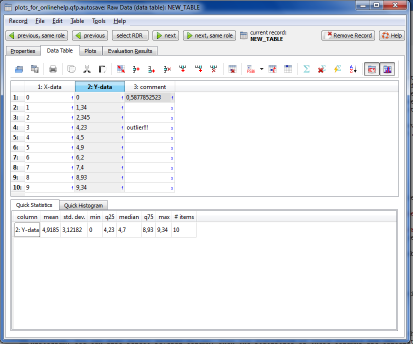 plots_for_onlinehelp.qfp.autosave: Raw Data (data table): NEW_TABLE
Record Edit Table Data Tools Help
previous, same role previous select RDR next next, same role current record: NEW_TABLE Remove Record Help
Properties Data Table Plots Evaluation Results
1: X-data 2: Y-data 3: comment
1: 0 0 0,5877852523
2: 1 1,34
3: 2 2,345
4: 3 4,23 outlier!!
5: 4 4,5
6: 5 4,9
7: 6 6,2
8: 7 7,4
9: 8 8,93
10: 9 9,34
Quick Statistics Quick Histogram
column mean std. dev. min q25 median q75 max # items
2: Y-data 4,9185 3,12182 0 4,23 4,7 8,93 9,34 10